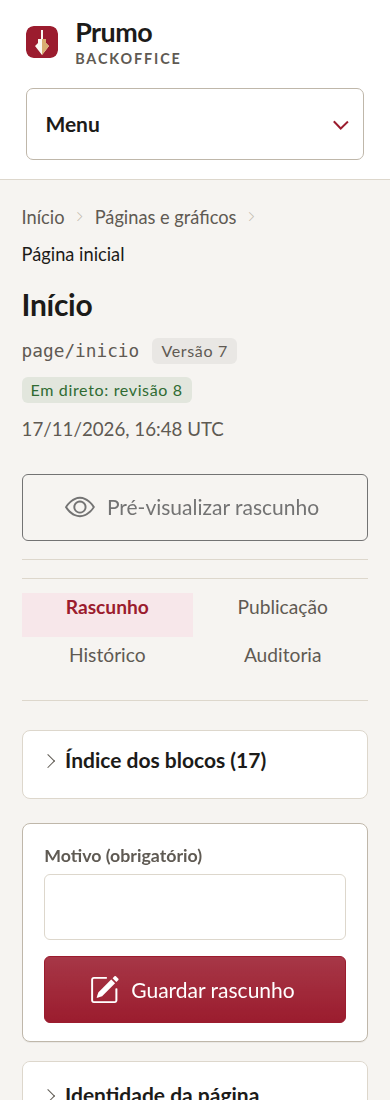 Prumo
BACKOFFICE
Menu
Início > Páginas e gráficos >
Página inicial
Início
page/inicio Versão 7
Em direto: revisão 8
17/11/2026, 16:48 UTC
Pré-visualizar rascunho
Rascunho Publicação
Histórico Auditoria
Índice dos blocos (17)
Motivo (obrigatório)
Guardar rascunho
Identidade da página